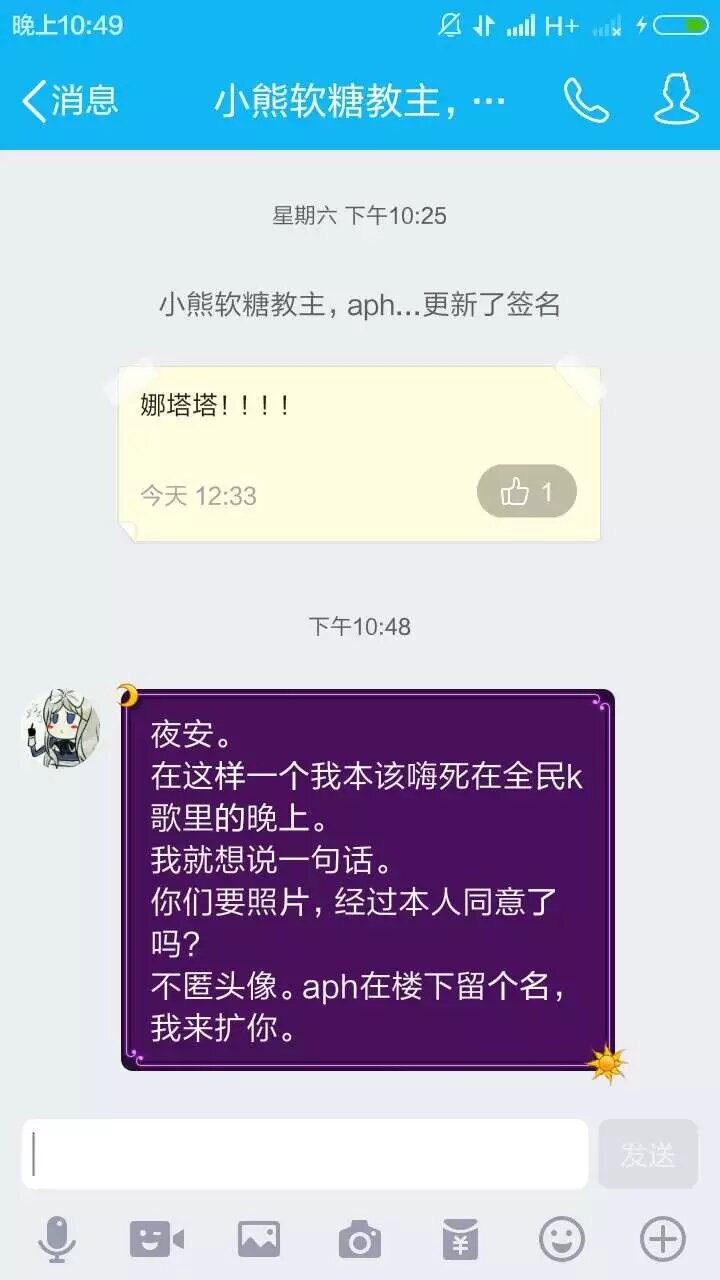 晚上10:49
H+
消息
小熊软糖教主，…
星期六 下午10:25
小熊软糖教主，aph...更新了签名
娜塔塔！！！！
今天 12:33
1
下午10:48
夜安。
在这样一个我本该嗨死在全民k
歌里的晚上。
我就想说一句话。
你们要照片，经过本人同意了
吗？
不匿头像。aph在楼下留个名，
我来扩你。
发送